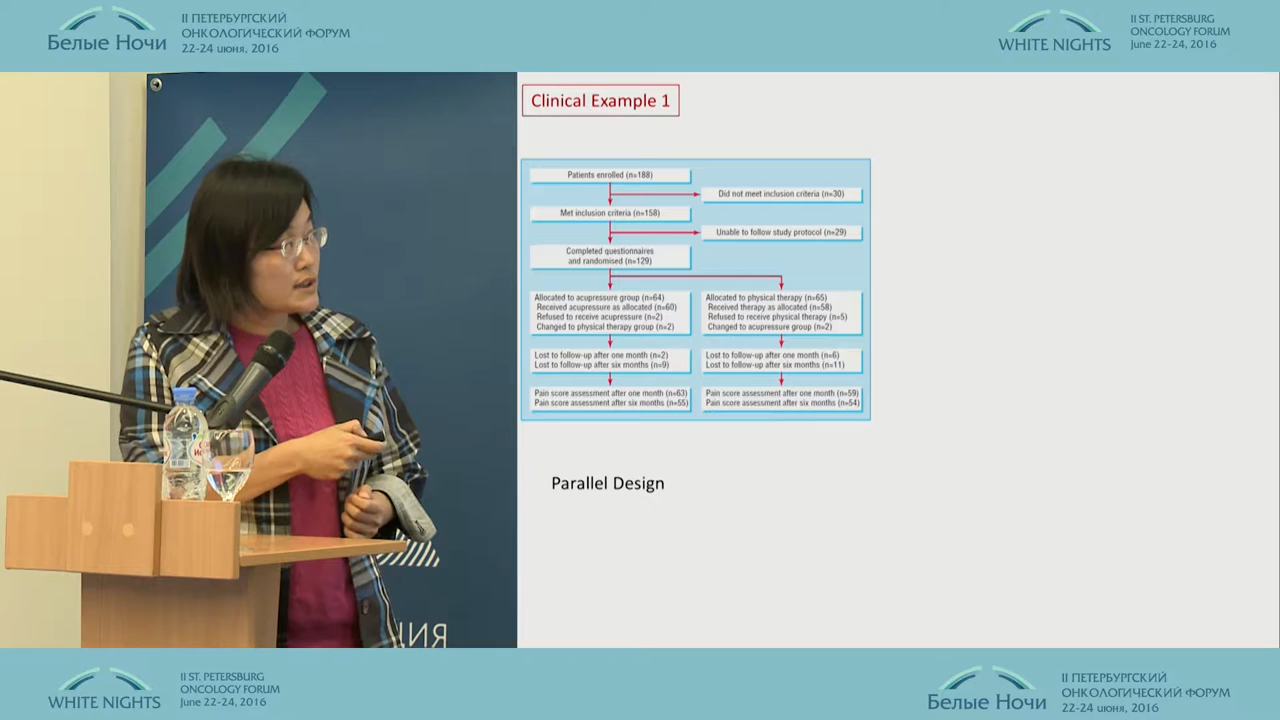 Белые Ночи
II ПЕТЕРБУРГСКИЙ
ОНКОЛОГИЧЕСКИЙ ФОРУМ
22-24 июня, 2016
WHITE NIGHTS
II ST. PETERSBURG
ONCOLOGY FORUM
June 22-24, 2016
Clinical Example 1
Patients enrolled (n=188)
Did not meet inclusion criteria (n=30)
Met inclusion criteria (n=158)
Unable to follow study protocol (n=29)
Completed questionnaires
and randomised (n=129)
Allocated to acupressure group (n=64)
Received acupressure as allocated (n=60)
Refused to receive acupressure (n=2)
Changed to physical therapy group (n=2)
Allocated to physical therapy (n=65)
Received therapy as allocated (n=58)
Refused to receive physical therapy (n=5)
Changed to acupressure group (n=2)
Lost to follow-up after one month (n=2)
Lost to follow-up after six months (n=9)
Lost to follow-up after one month (n=6)
Lost to follow-up after six months (n=11)
Pain score assessment after one month (n=63)
Pain score assessment after six months (n=55)
Pain score assessment after one month (n=59)
Pain score assessment after six months (n=54)
Parallel Design
ЦИЯ
WHITE NIGHTS
II ST. PETERSBURG
ONCOLOGY FORUM
June 22-24, 2016
Белые Ночи
II ПЕТЕРБУРГСКИЙ
ОНКОЛОГИЧЕСКИЙ ФОРУМ
22-24 июня, 2016